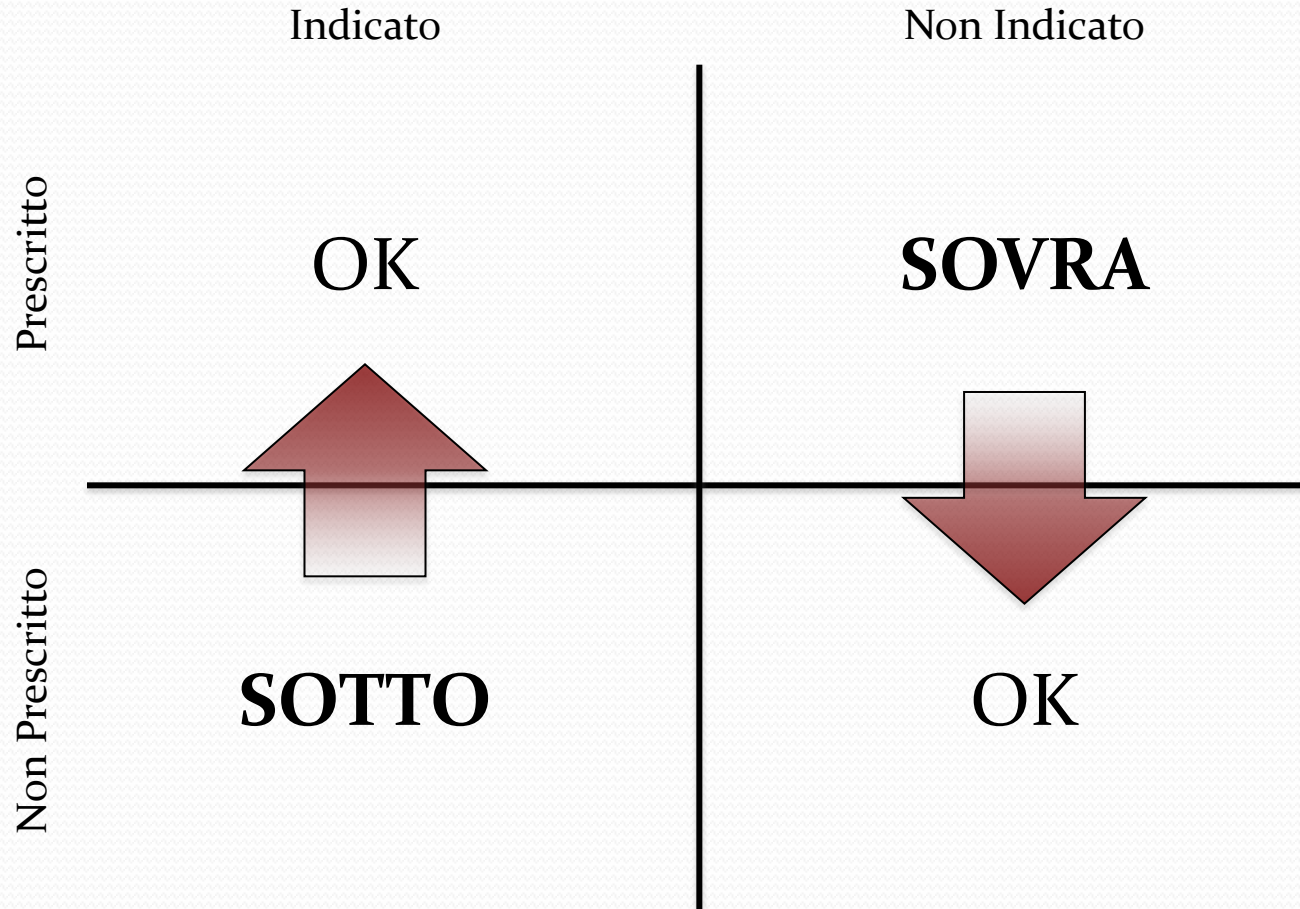 Indicato
Non Indicato
Prescritto
OK
SOVRA
Non Prescritto
SOTTO
OK